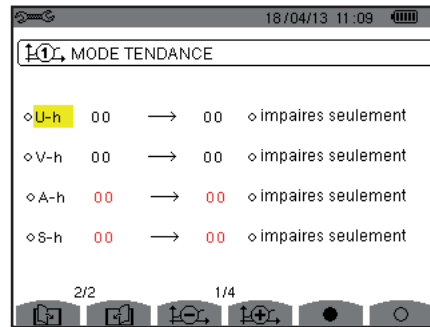 18/04/13 11:09
1 MODE TENDANCE
U-h 00 → 00 impaires seulement
V-h 00 → 00 impaires seulement
A-h 00 → 00 impaires seulement
S-h 00 → 00 impaires seulement
2/2 1/4